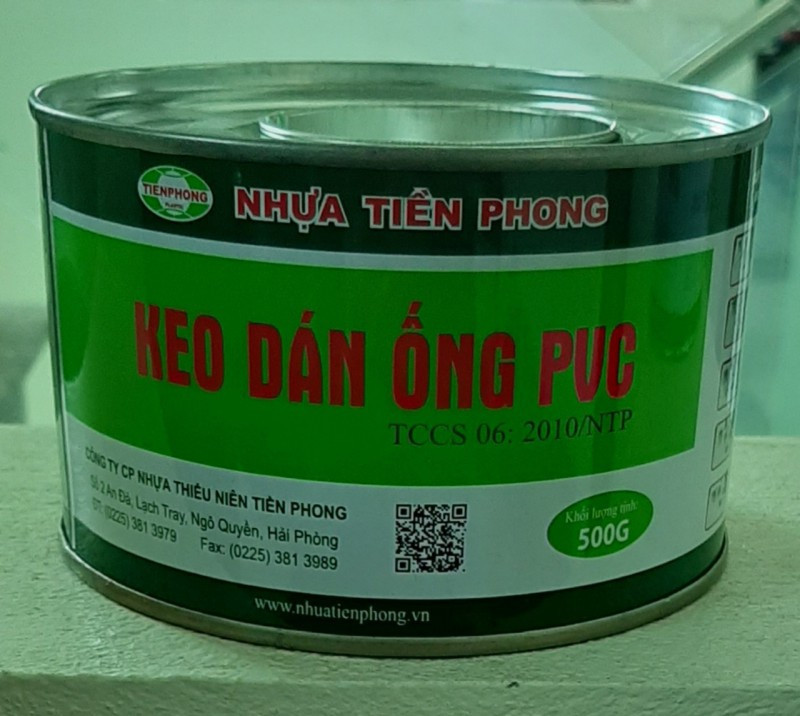 TIENPHONG
PLASTIC
NHỰA TIỀN PHONG
KEO DÁN ỐNG PVC
TCCS 06: 2010/NTP
CÔNG TY CP NHỰA THIẾU NIÊN TIỀN PHONG
Số 2 An Đà, Lạch Tray, Ngô Quyền, Hải Phòng
ĐT: (0225) 381 3979 Fax: (0225) 381 3989
Khối lượng tịnh:
500G
www.nhuatienphong.vn